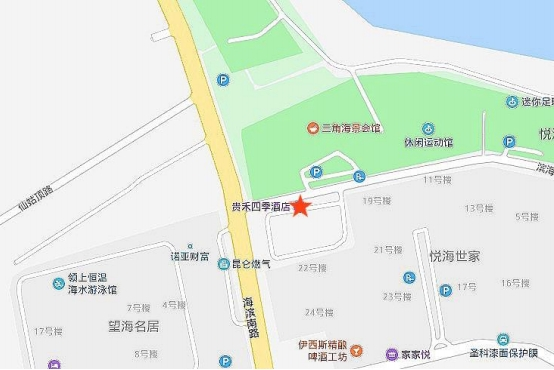 迷你足球
三角海景会馆
休闲运动馆
悦海
仙姑顶路
滨海
11号楼
19号楼
13号楼
5号楼
贵禾四季酒店
诺亚财富
昆仑燃气
21号楼
悦海世家
22号楼
领上恒温
海水游泳馆
23号楼
17号
16号楼
7号楼
4号楼
海滨南路
24号楼
17号楼
望海名居
8号楼
伊西斯精酿
啤酒工坊
家家悦
圣科漆面保护膜